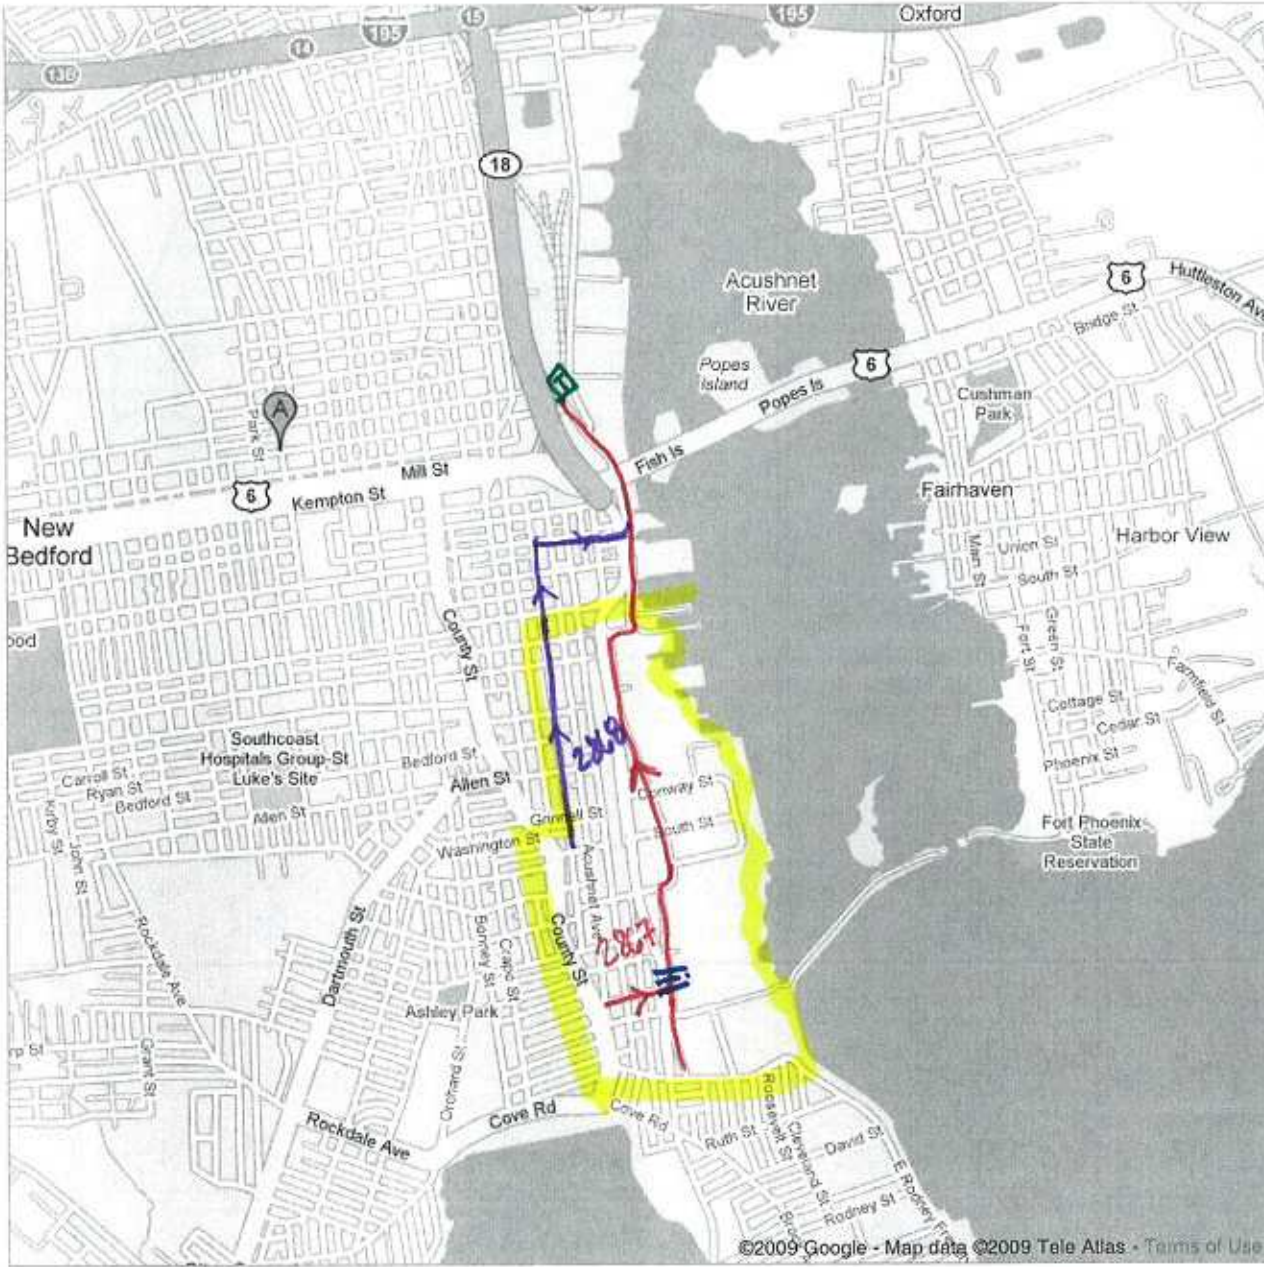 Oxford
195
15
195
14
138
18
Acushnet
River
6
Huttleston Ave
Bridge St
Popes
Island
6
Popes Is
Cushman
Park
A
Park St
Fish Is
Mill St
6
Kempton St
Fairhaven
New
Bedford
Harbor View
Main St
Union St
South St
County St
Fort St
Green St
Farmfield St
Cottage St
Cedar St
Phoenix St
Southcoast
Hospitals Group-St
Luke's Site
Bedford St
Allen St
2868
Carroll St
Ryan St
Bedford St
Allen St
Kirby St
John St
Conway St
Grinnell St
South St
Washington St
Acushnet Ave
Fort Phoenix
State
Reservation
Rockdale Ave
Dartmouth St
Bonney St
Crapo St
County St
2867
Ashley Park
Grant St
Orchard St
Rockdale Ave
Cove Rd
Cove Rd
Ruth St
Roosevelt St
Cleveland St
David St
Rodney St
E Rodney
©2009 Google - Map data ©2009 Tele Atlas - Terms of Use